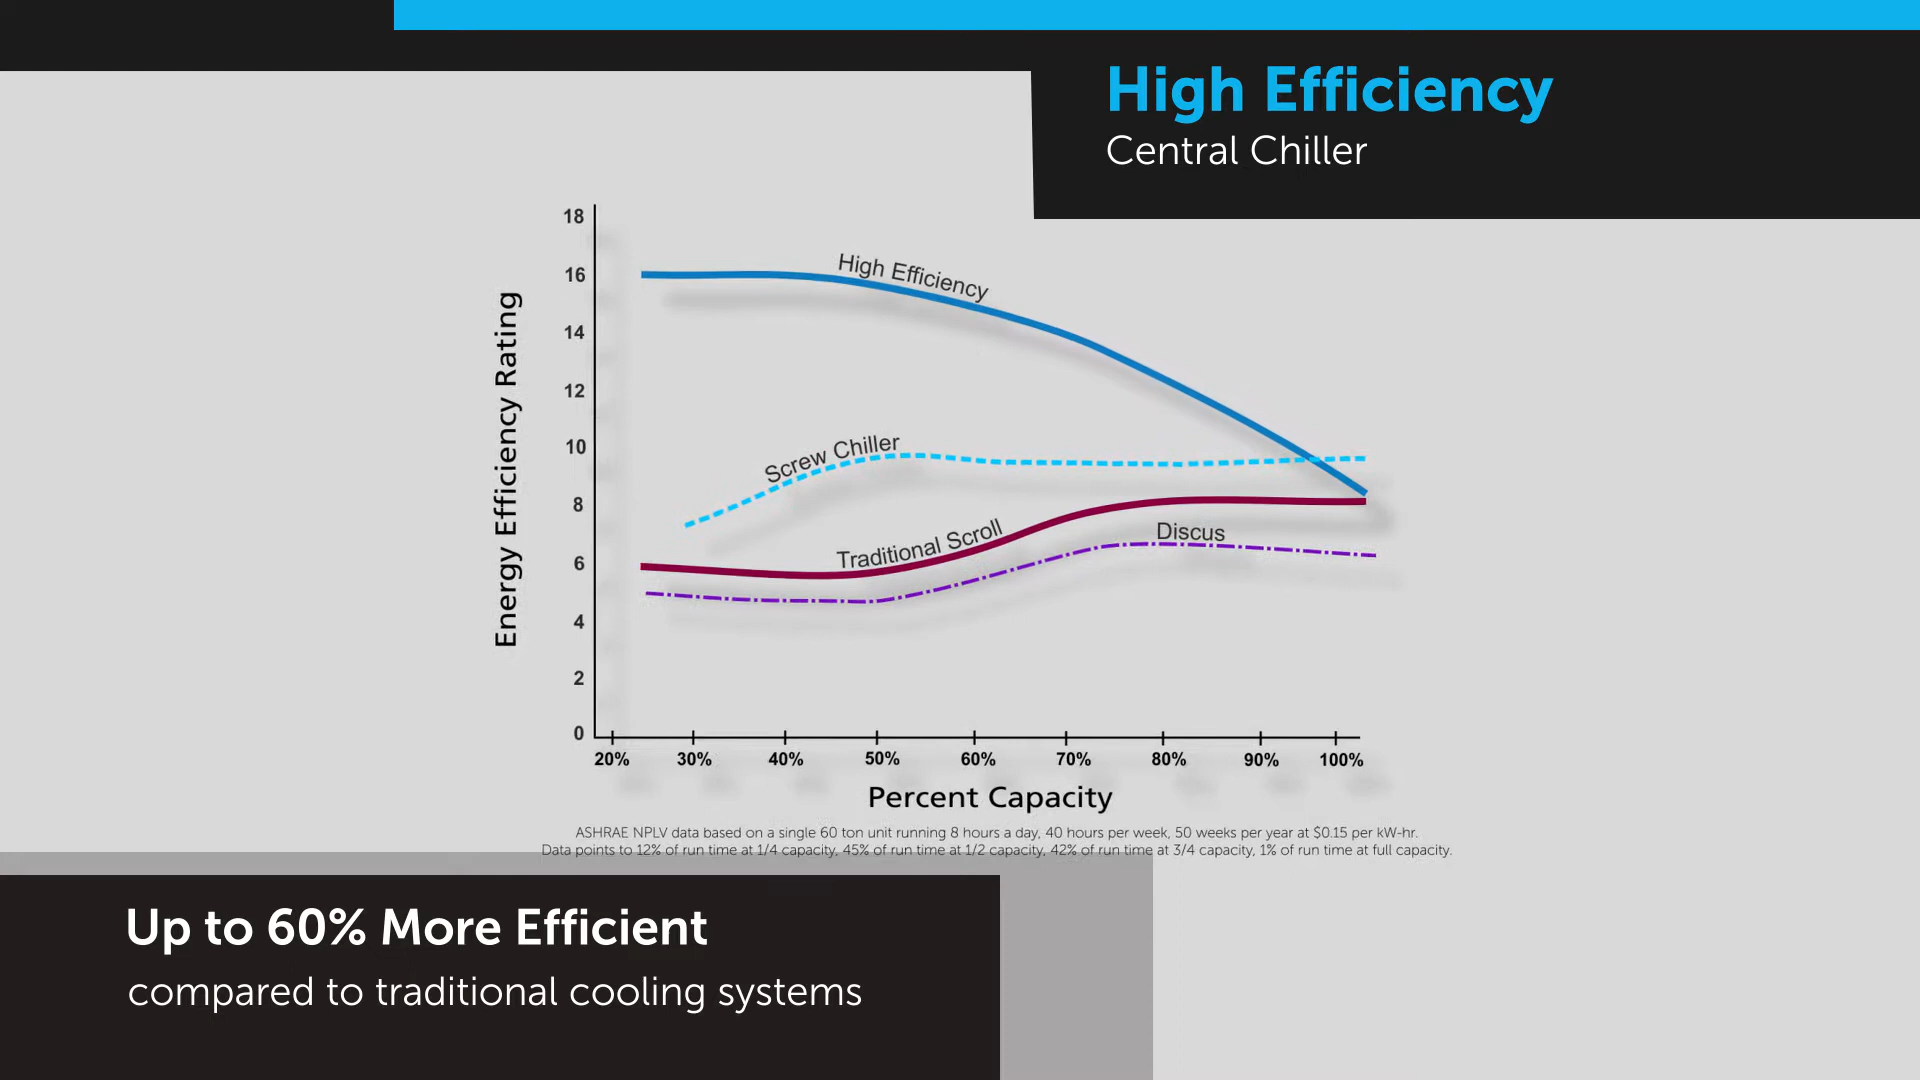 High Efficiency
Central Chiller
18
16
14
12
10
8
6
4
2
0
Energy Efficiency Rating
High Efficiency
Screw Chiller
Traditional Scroll
Discus
20% 30% 40% 50% 60% 70% 80% 90% 100%
Percent Capacity
ASHRAE NPLV data based on a single 60 ton unit running 8 hours a day, 40 hours per week, 50 weeks per year at $0.15 per kW-hr.
Data points to 12% of run time at 1/4 capacity, 45% of run time at 1/2 capacity, 42% of run time at 3/4 capacity, 1% of run time at full capacity.
Up to 60% More Efficient
compared to traditional cooling systems